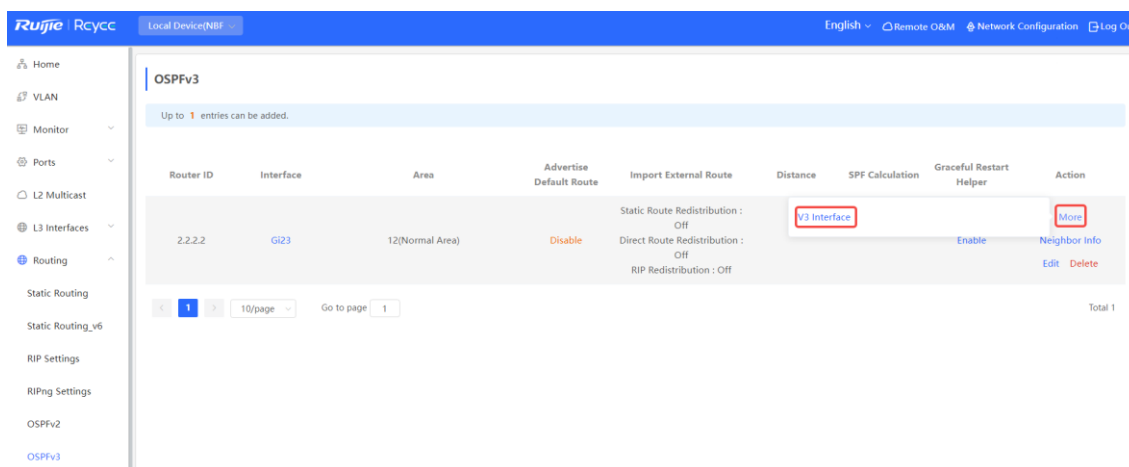 Ruijie | Rcycc
Local Device(NBF
English
Remote O&M
Network Configuration
Log O
Home
VLAN
Monitor
Ports
L2 Multicast
L3 Interfaces
Routing
Static Routing
Static Routing_v6
RIP Settings
RIPng Settings
OSPFv2
OSPFv3
OSPFv3
Up to 1 entries can be added.
Router ID
Interface
Area
Advertise
Default Route
Import External Route
Distance
SPF Calculation
Graceful Restart
Helper
Action
2.2.2.2
Gi23
12(Normal Area)
Disable
Static Route Redistribution :
Off
Direct Route Redistribution :
Off
RIP Redistribution : Off
V3 Interface
Enable
More
Neighbor Info
Edit Delete
1
10/page
Go to page 1
Total 1